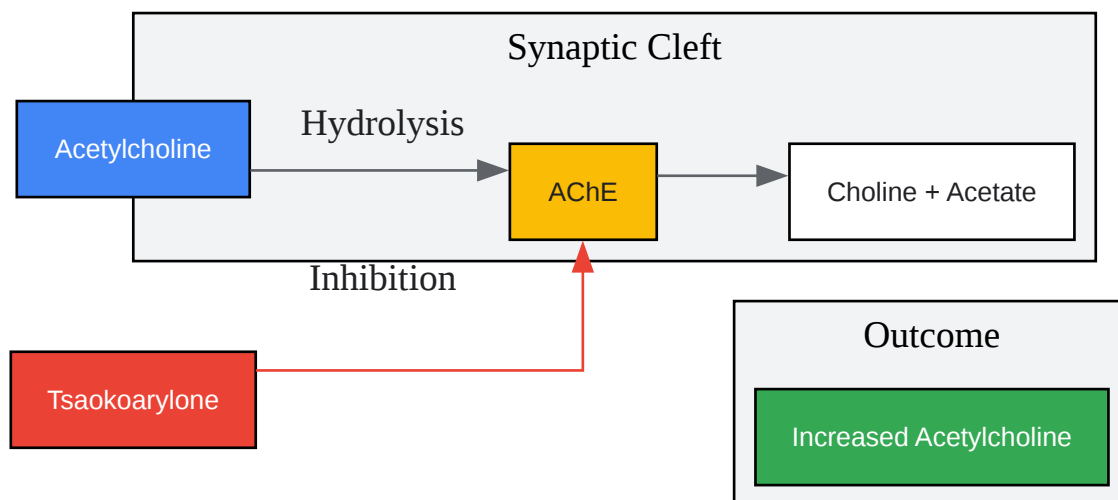 Synaptic Cleft
Acetylcholine
Hydrolysis
AChE
Choline + Acetate
Inhibition
Tsaokoarylone
Outcome
Increased Acetylcholine